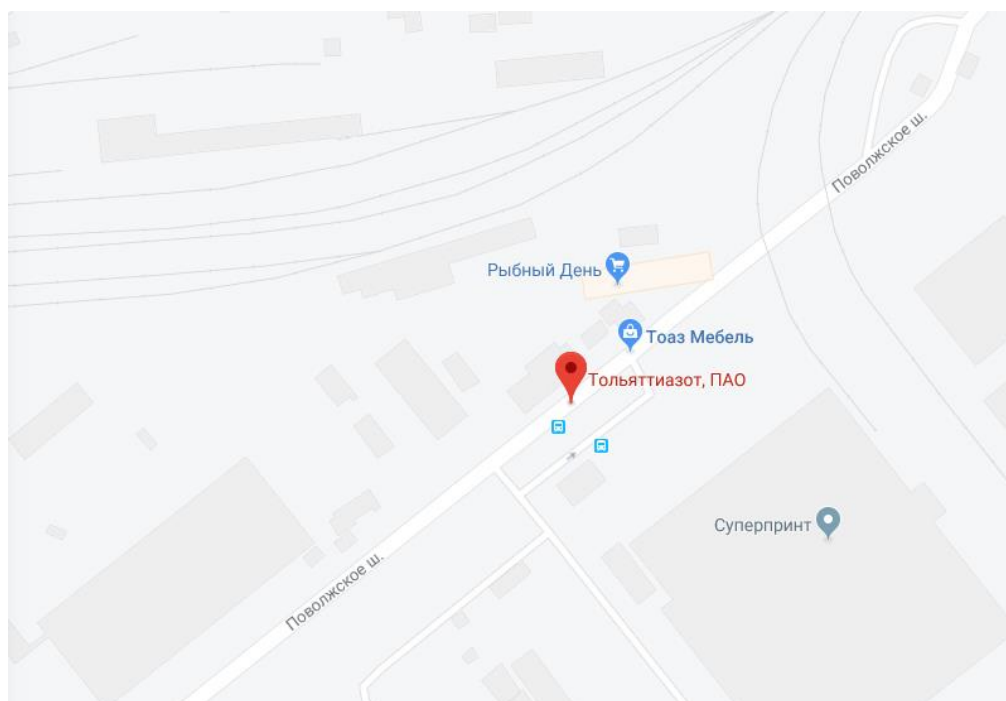 Поволжское ш.
Рыбный День
Тоаз Мебель
Тольяттиазот, ПАО
Суперпринт
Поволжское ш.